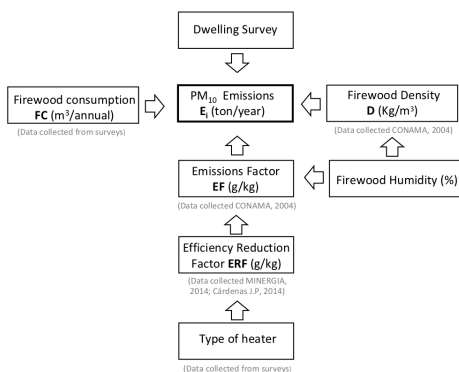 Dwelling Survey
Firewood consumption
FC (m³/annual)
(Data collected from surveys)
PM₁₀ Emissions
Eᵢ (ton/year)
Firewood Density
D (Kg/m³)
(Data collected CONAMA, 2004)
Emissions Factor
EF (g/kg)
(Data collected CONAMA, 2004)
Firewood Humidity (%)
Efficiency Reduction
Factor ERF (g/kg)
(Data collected MINERGIA,
2014; Cárdenas J.P, 2014)
Type of heater
(Data collected from surveys)